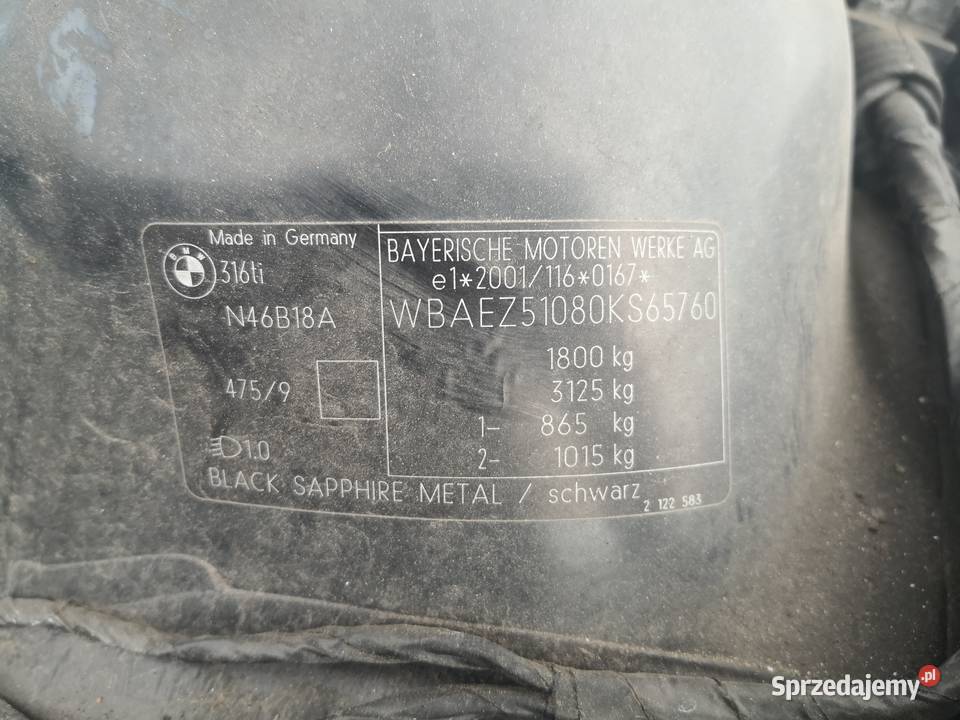 Made in Germany
BMW
316ti
N46B18A
475/9
1.0
BAYERISCHE MOTOREN WERKE AG
e1*2001/116*0167*
WBAEZ51080KS65760
1800 kg
3125 kg
1- 865 kg
2- 1015 kg
BLACK SAPPHIRE METAL / schwarz
2 122 583
Sprzedajemy.pl